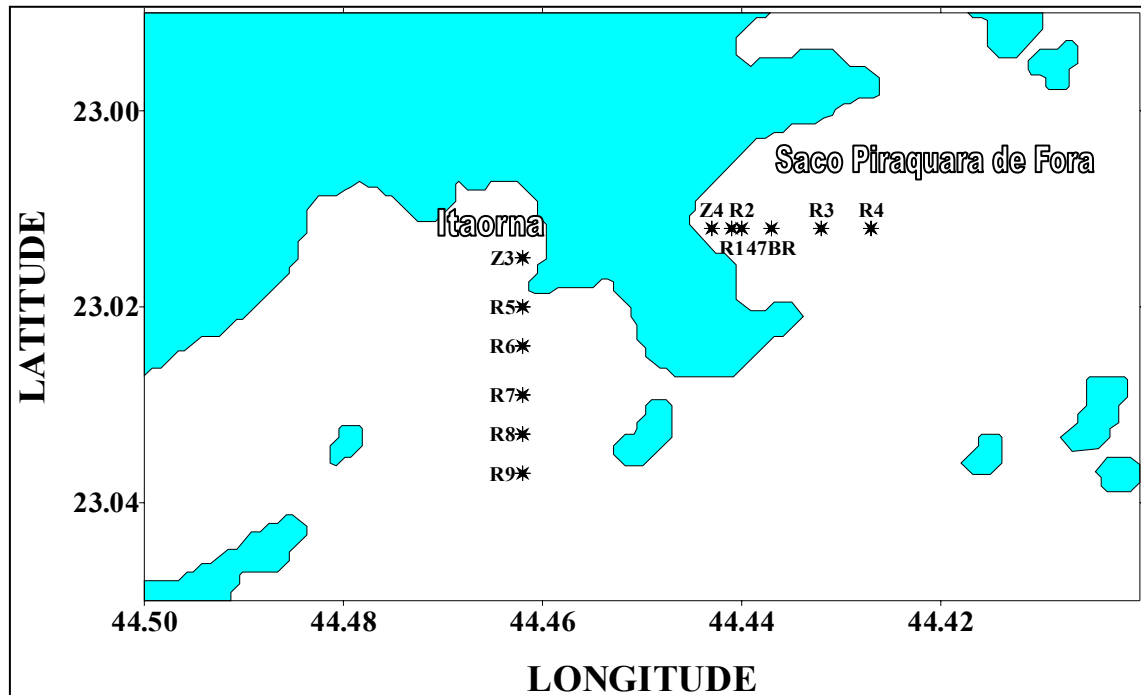 23.00
Saco Piraquara de Fora
Z4 R2 R3 R4
Itaorna
R147BR
Z3
R5
23.02
R6
R7
R8
R9
23.04
44.50 44.48 44.46 44.44 44.42
LATITUDE
LONGITUDE